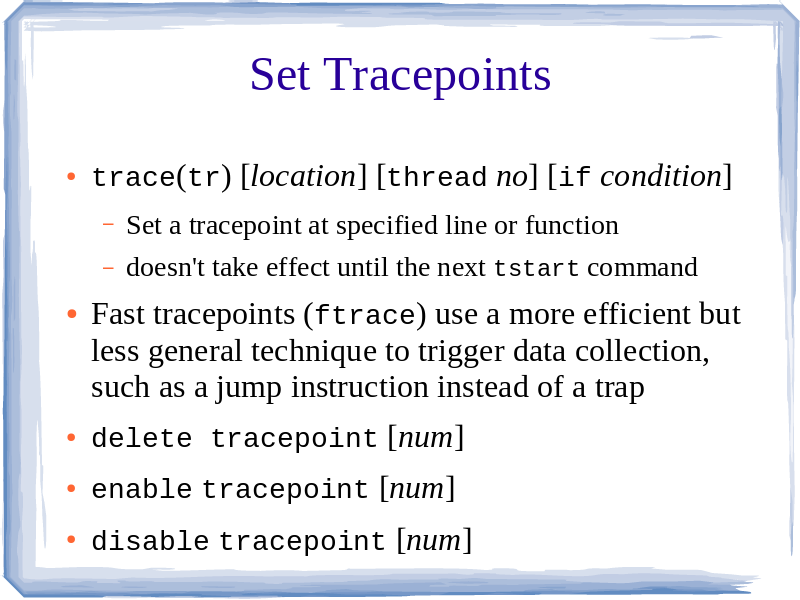 Set Tracepoints
• trace(tr) [location] [thread no] [if condition]
– Set a tracepoint at specified line or function
– doesn't take effect until the next tstart command
• Fast tracepoints (ftrace) use a more efficient but
less general technique to trigger data collection,
such as a jump instruction instead of a trap
• delete tracepoint [num]
• enable tracepoint [num]
• disable tracepoint [num]